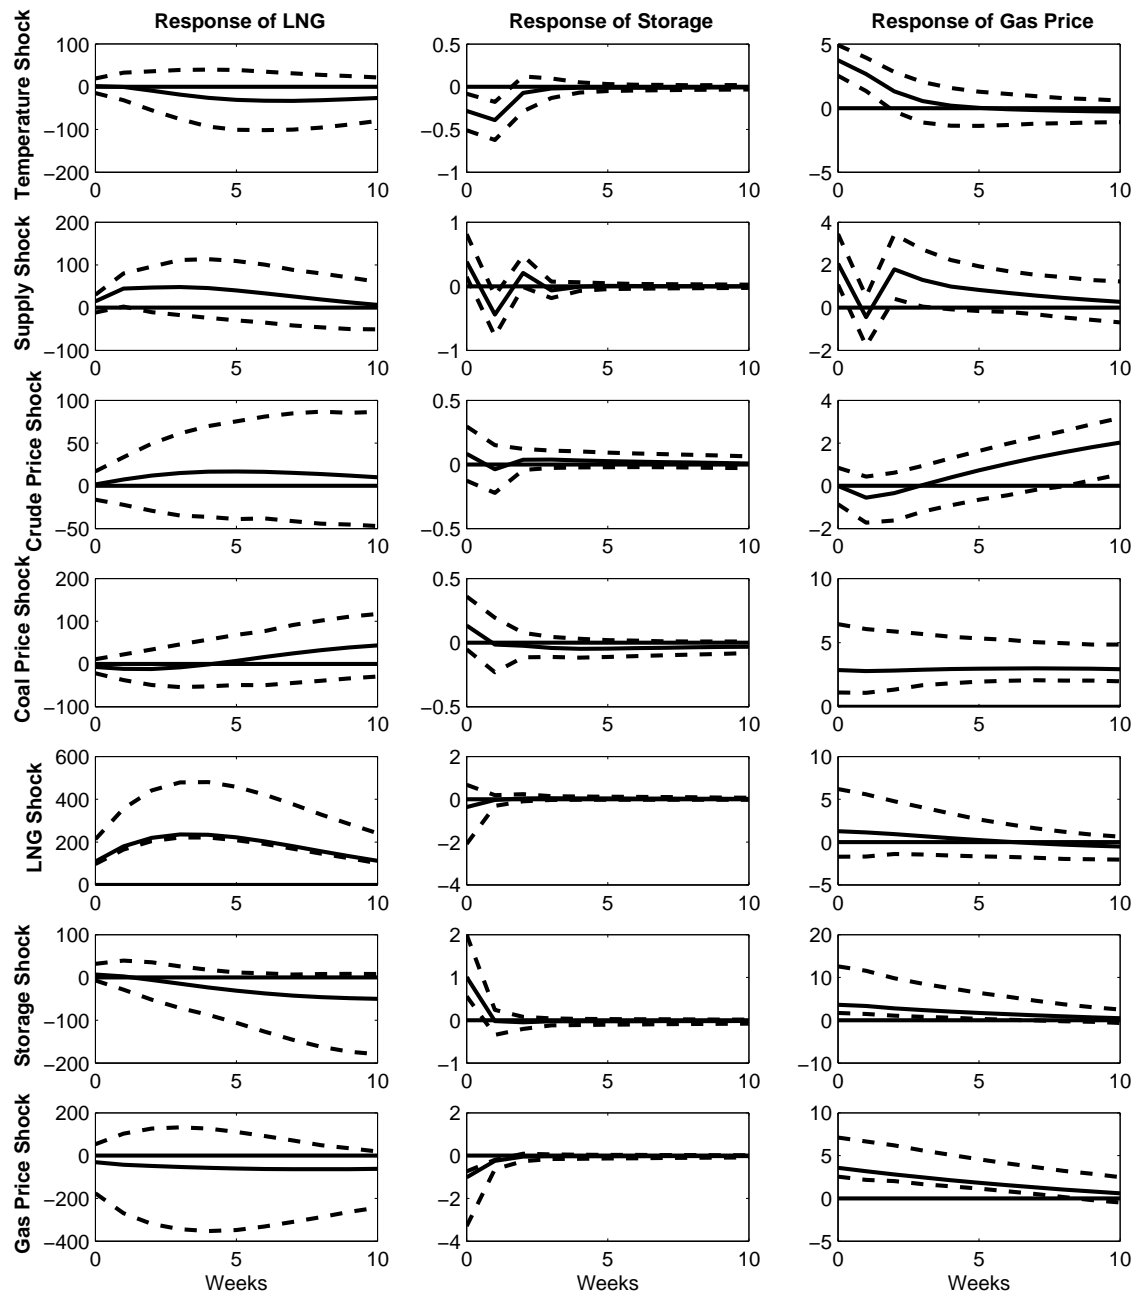 Response of LNG Response of Storage Response of Gas Price
Temperature Shock
100 0 −100 −200 0 5 10
0.5 0 −0.5 −1 0 5 10
5 0 −5 0 5 10
Supply Shock
200 100 0 −100 0 5 10
1 0 −1 0 5 10
4 2 0 −2 0 5 10
Crude Price Shock
100 50 0 −50 0 5 10
0.5 0 −0.5 0 5 10
4 2 0 −2 0 5 10
Coal Price Shock
200 100 0 −100 0 5 10
0.5 0 −0.5 0 5 10
10 5 0 0 5 10
LNG Shock
600 400 200 0 0 5 10
2 0 −2 −4 0 5 10
10 5 0 −5 0 5 10
Storage Shock
100 0 −100 −200 0 5 10
2 1 0 −1 0 5 10
20 10 0 −10 0 5 10
Gas Price Shock
200 0 −200 −400 0 5 10
2 0 −2 −4 0 5 10
10 5 0 −5 0 5 10
Weeks Weeks Weeks